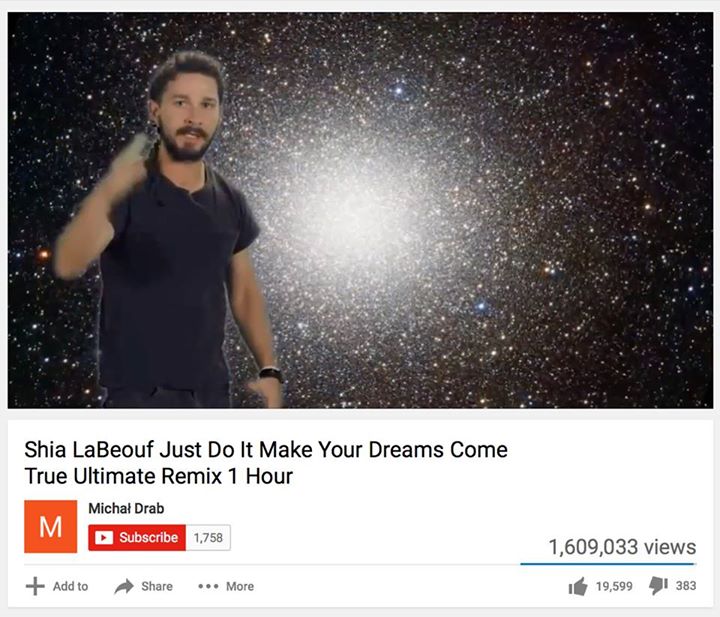 Shia LaBeouf Just Do It Make Your Dreams Come
True Ultimate Remix 1 Hour
M
Michał Drab
Subscribe 1,758
1,609,033 views
Add to Share More
19,599 383